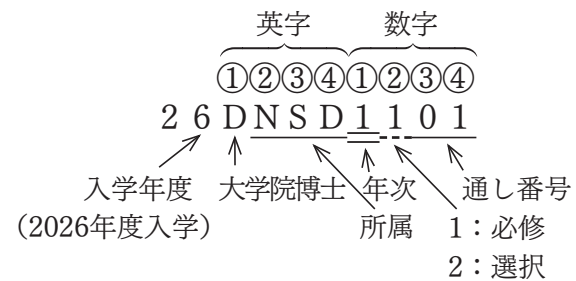 英字 数字
①②③④①②③④
26DNSD1101
入学年度 大学院博士 年次 通し番号
（2026年度入学） 所属 1：必修
2：選択